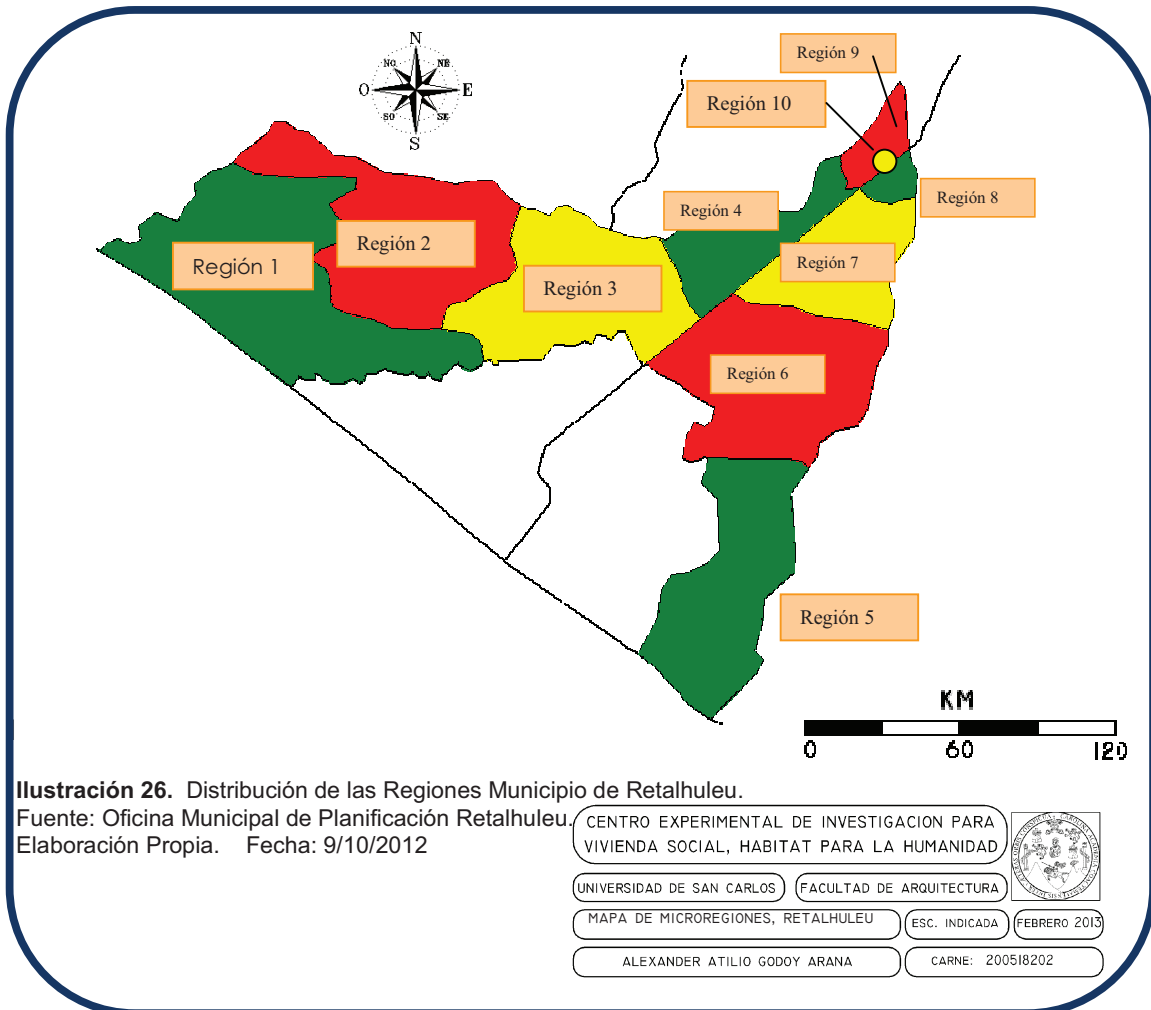 N
NO NE
O E
SO SE
S
Región 9
Región 10
Región 4
Región 8
Región 2
Región 1
Región 7
Región 3
Región 6
Región 5
KM
0 60 120
Ilustración 26. Distribución de las Regiones Municipio de Retalhuleu.
Fuente: Oficina Municipal de Planificación Retalhuleu.
Elaboración Propia. Fecha: 9/10/2012
CENTRO EXPERIMENTAL DE INVESTIGACION PARA
VIVIENDA SOCIAL, HABITAT PARA LA HUMANIDAD
UNIVERSIDAD DE SAN CARLOS FACULTAD DE ARQUITECTURA
MAPA DE MICROREGIONES, RETALHULEU ESC. INDICADA FEBRERO 2013
ALEXANDER ATILIO GODOY ARANA CARNE: 200518202